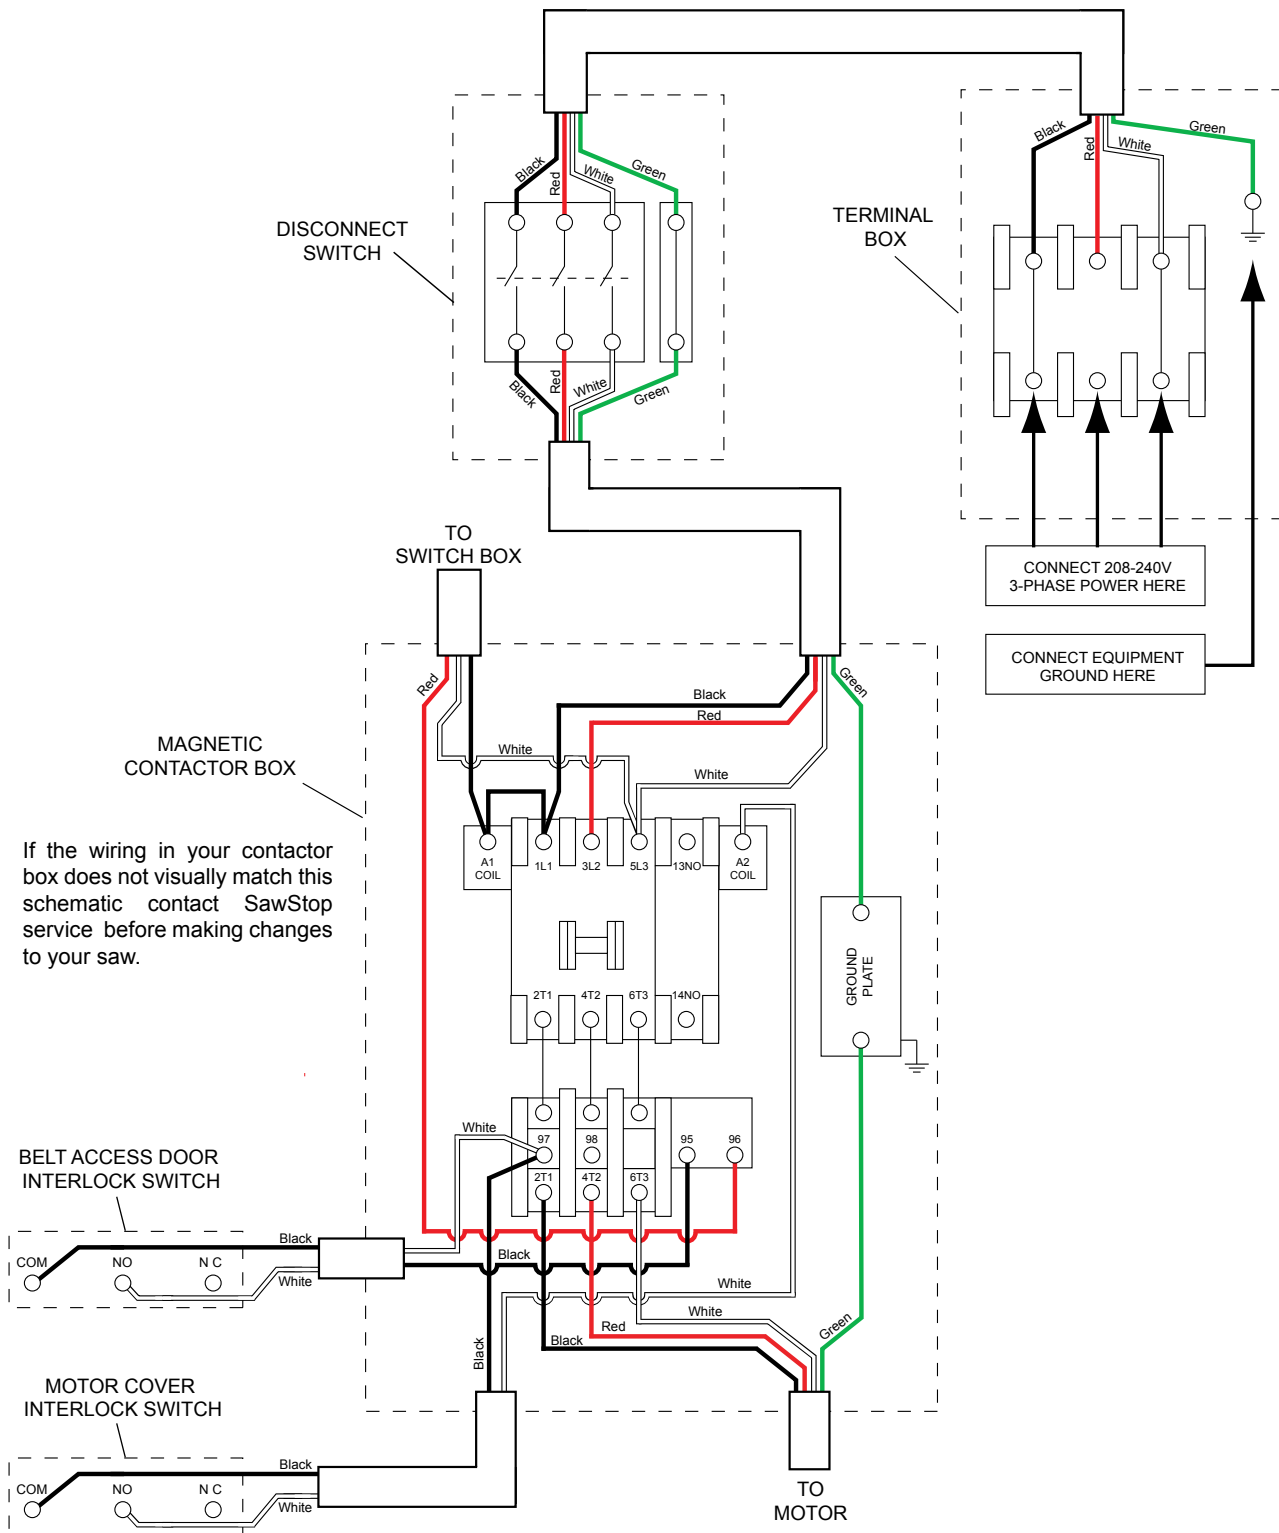 Black
Red
White
Green
DISCONNECT
SWITCH
Black
Red
White
Green
Black
Red
White
Green
TERMINAL
BOX
CONNECT 208-240V
3-PHASE POWER HERE
CONNECT EQUIPMENT
GROUND HERE
TO
SWITCH BOX
Red
Black
Red
Green
White
White
MAGNETIC
CONTACTOR BOX
A1
COIL
1L1
3L2
5L3
13NO
A2
COIL
If the wiring in your contactor
box does not visually match this
schematic contact SawStop
service before making changes
to your saw.
GROUND
PLATE
2T1
4T2
6T3
14NO
White
97
98
95
96
2T1
4T2
6T3
BELT ACCESS DOOR
INTERLOCK SWITCH
COM
NO
N C
Black
White
Black
White
White
Red
Black
Black
Green
MOTOR COVER
INTERLOCK SWITCH
COM
NO
N C
Black
White
TO
MOTOR